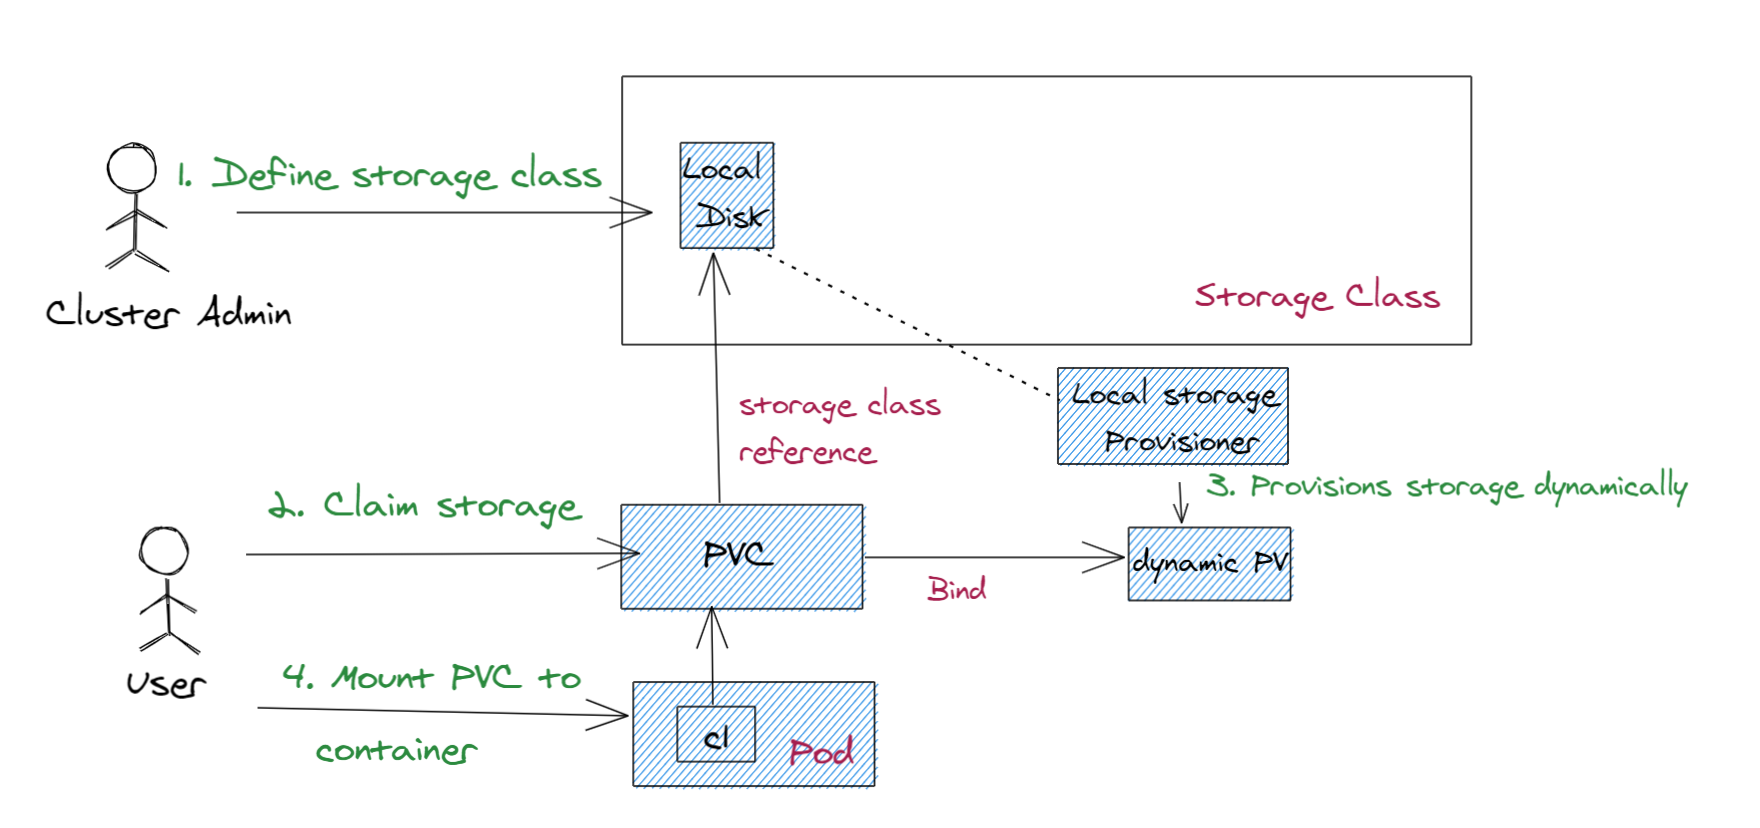 1. Define storage class
Local
Disk
Storage Class
Cluster Admin
storage class
reference
Local storage
Provisioner
3. Provisions storage dynamically
2. Claim storage
PVC
Bind
dynamic PV
User
4. Mount PVC to
container
c1
Pod